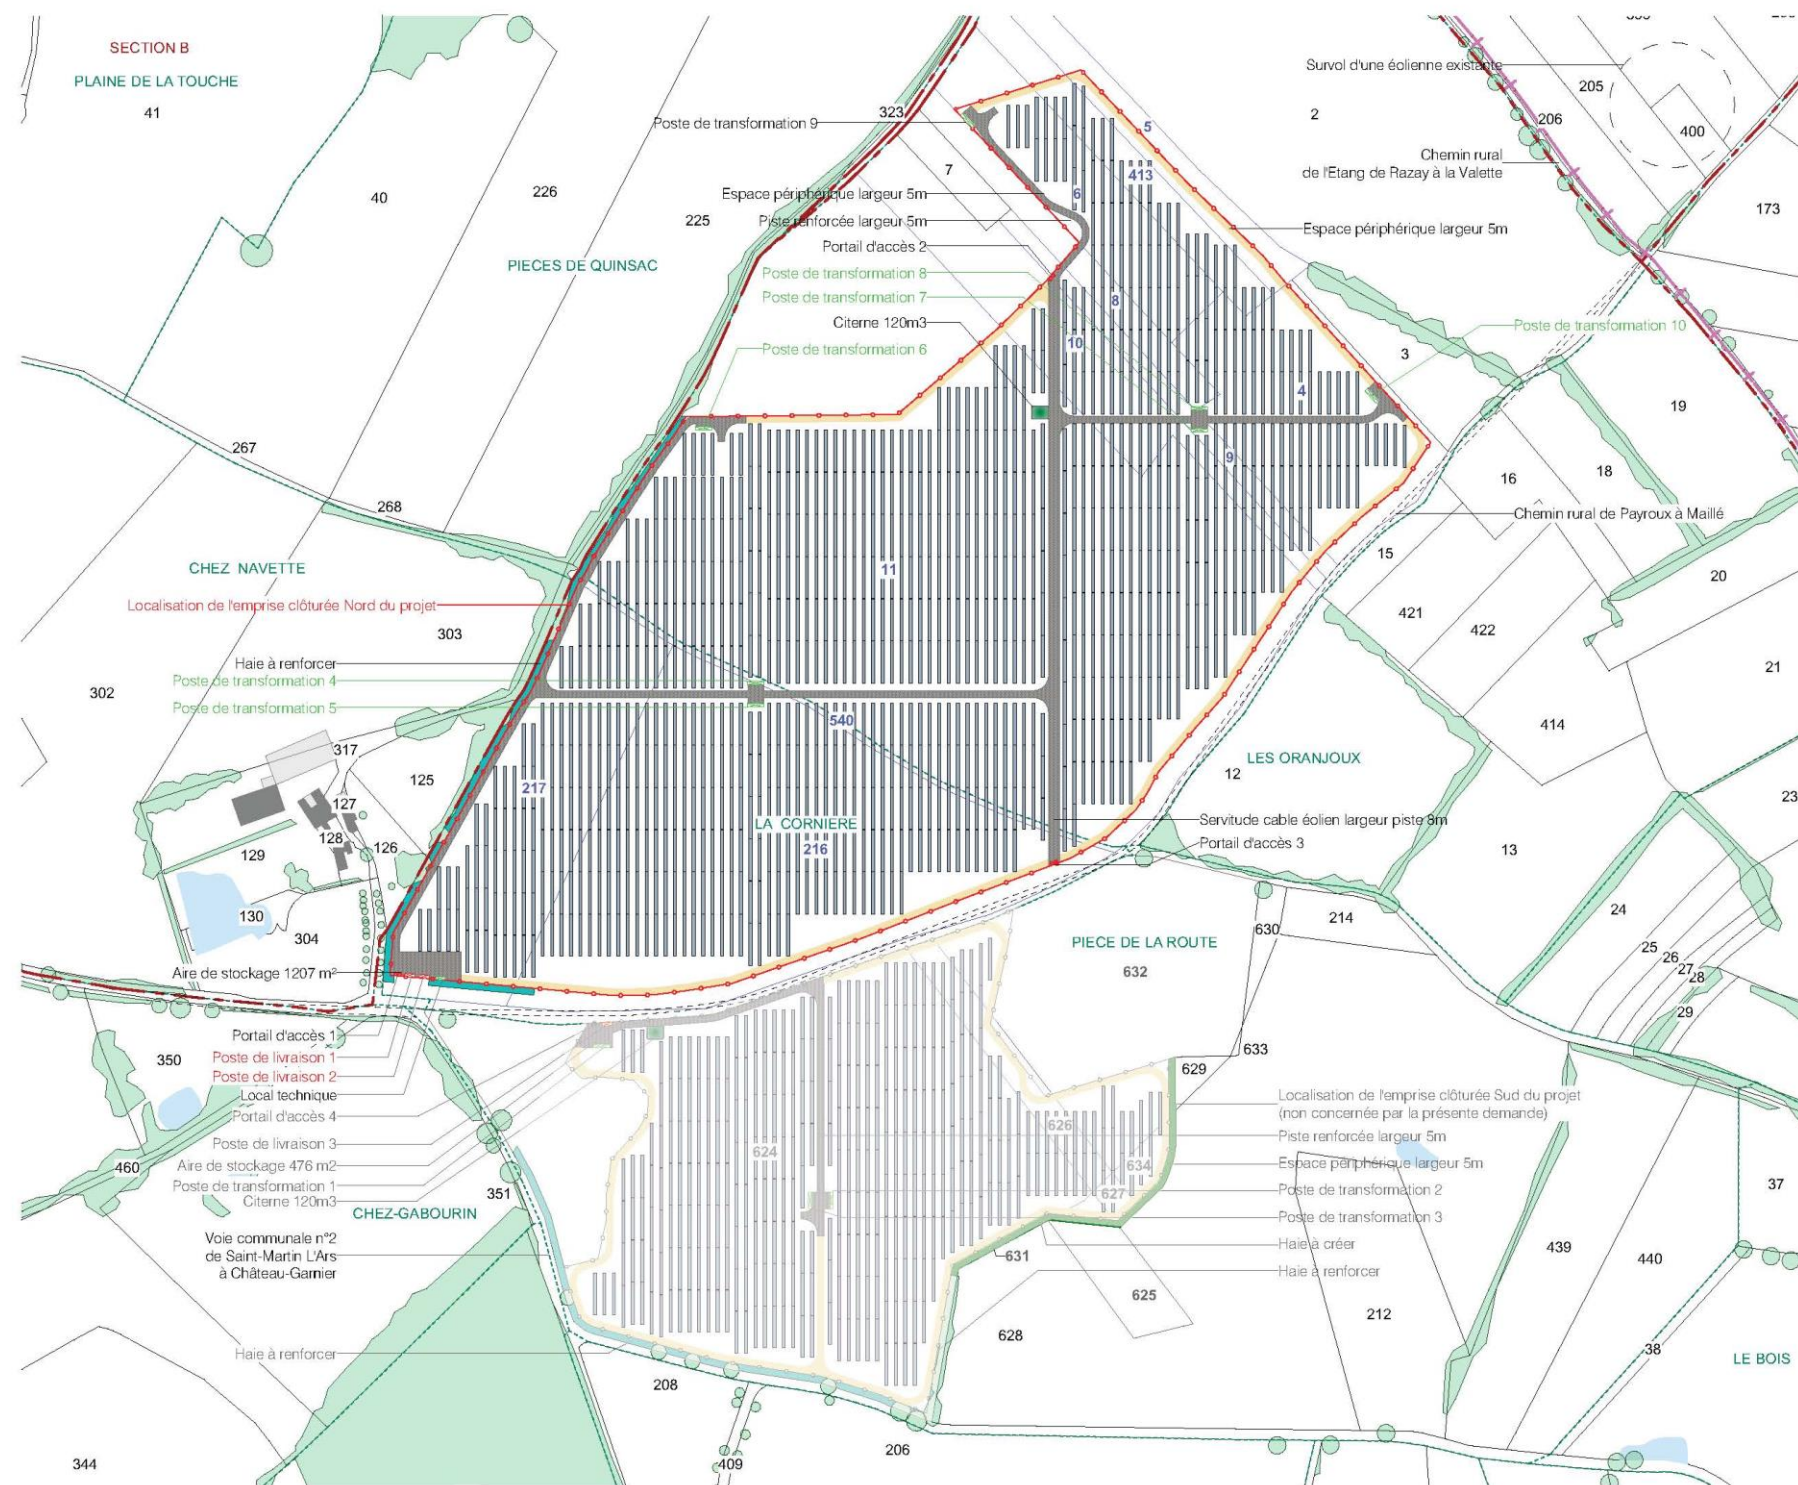 SECTION B
PLAINE DE LA TOUCHE
41
40
226
225
323
7
Poste de transformation 9
Espace périphérique largeur 5m
Piste renforcée largeur 5m
Portail d'accès 2
Poste de transformation 8
Poste de transformation 7
Citerne 120m3
Poste de transformation 6
PIECES DE QUINSAC
5
413
6
8
10
4
9
2
Survol d'une éolienne existante
205
206
400
Chemin rural
de l'Etang de Razay à la Valette
173
Espace périphérique largeur 5m
Poste de transformation 10
3
19
18
16
Chemin rural de Payroux à Maillé
15
20
421
422
21
414
267
268
CHEZ NAVETTE
Localisation de l'emprise clôturée Nord du projet
303
302
Haie à renforcer
Poste de transformation 4
Poste de transformation 5
11
540
217
LA CORNIERE
216
317
125
127
128
126
129
130
304
LES ORANJOUX
12
Servitude cable éolien largeur piste 8m
Portail d'accès 3
13
23
24
25
26
27
28
29
214
630
PIECE DE LA ROUTE
632
633
629
Aire de stockage 1207 m²
Portail d'accès 1
Poste de livraison 1
Poste de livraison 2
Local technique
Portail d'accès 4
Poste de livraison 3
Aire de stockage 476 m2
Poste de transformation 1
Citerne 120m3
350
460
351
CHEZ-GABOURIN
Voie communale n°2
de Saint-Martin L'Ars
à Château-Garnier
Haie à renforcer
344
624
626
634
627
631
625
628
Localisation de l'emprise clôturée Sud du projet
(non concernée par la présente demande)
Piste renforcée largeur 5m
Espace périphérique largeur 5m
Poste de transformation 2
Poste de transformation 3
Haie à créer
Haie à renforcer
37
439
440
212
38
LE BOIS
208
206
409